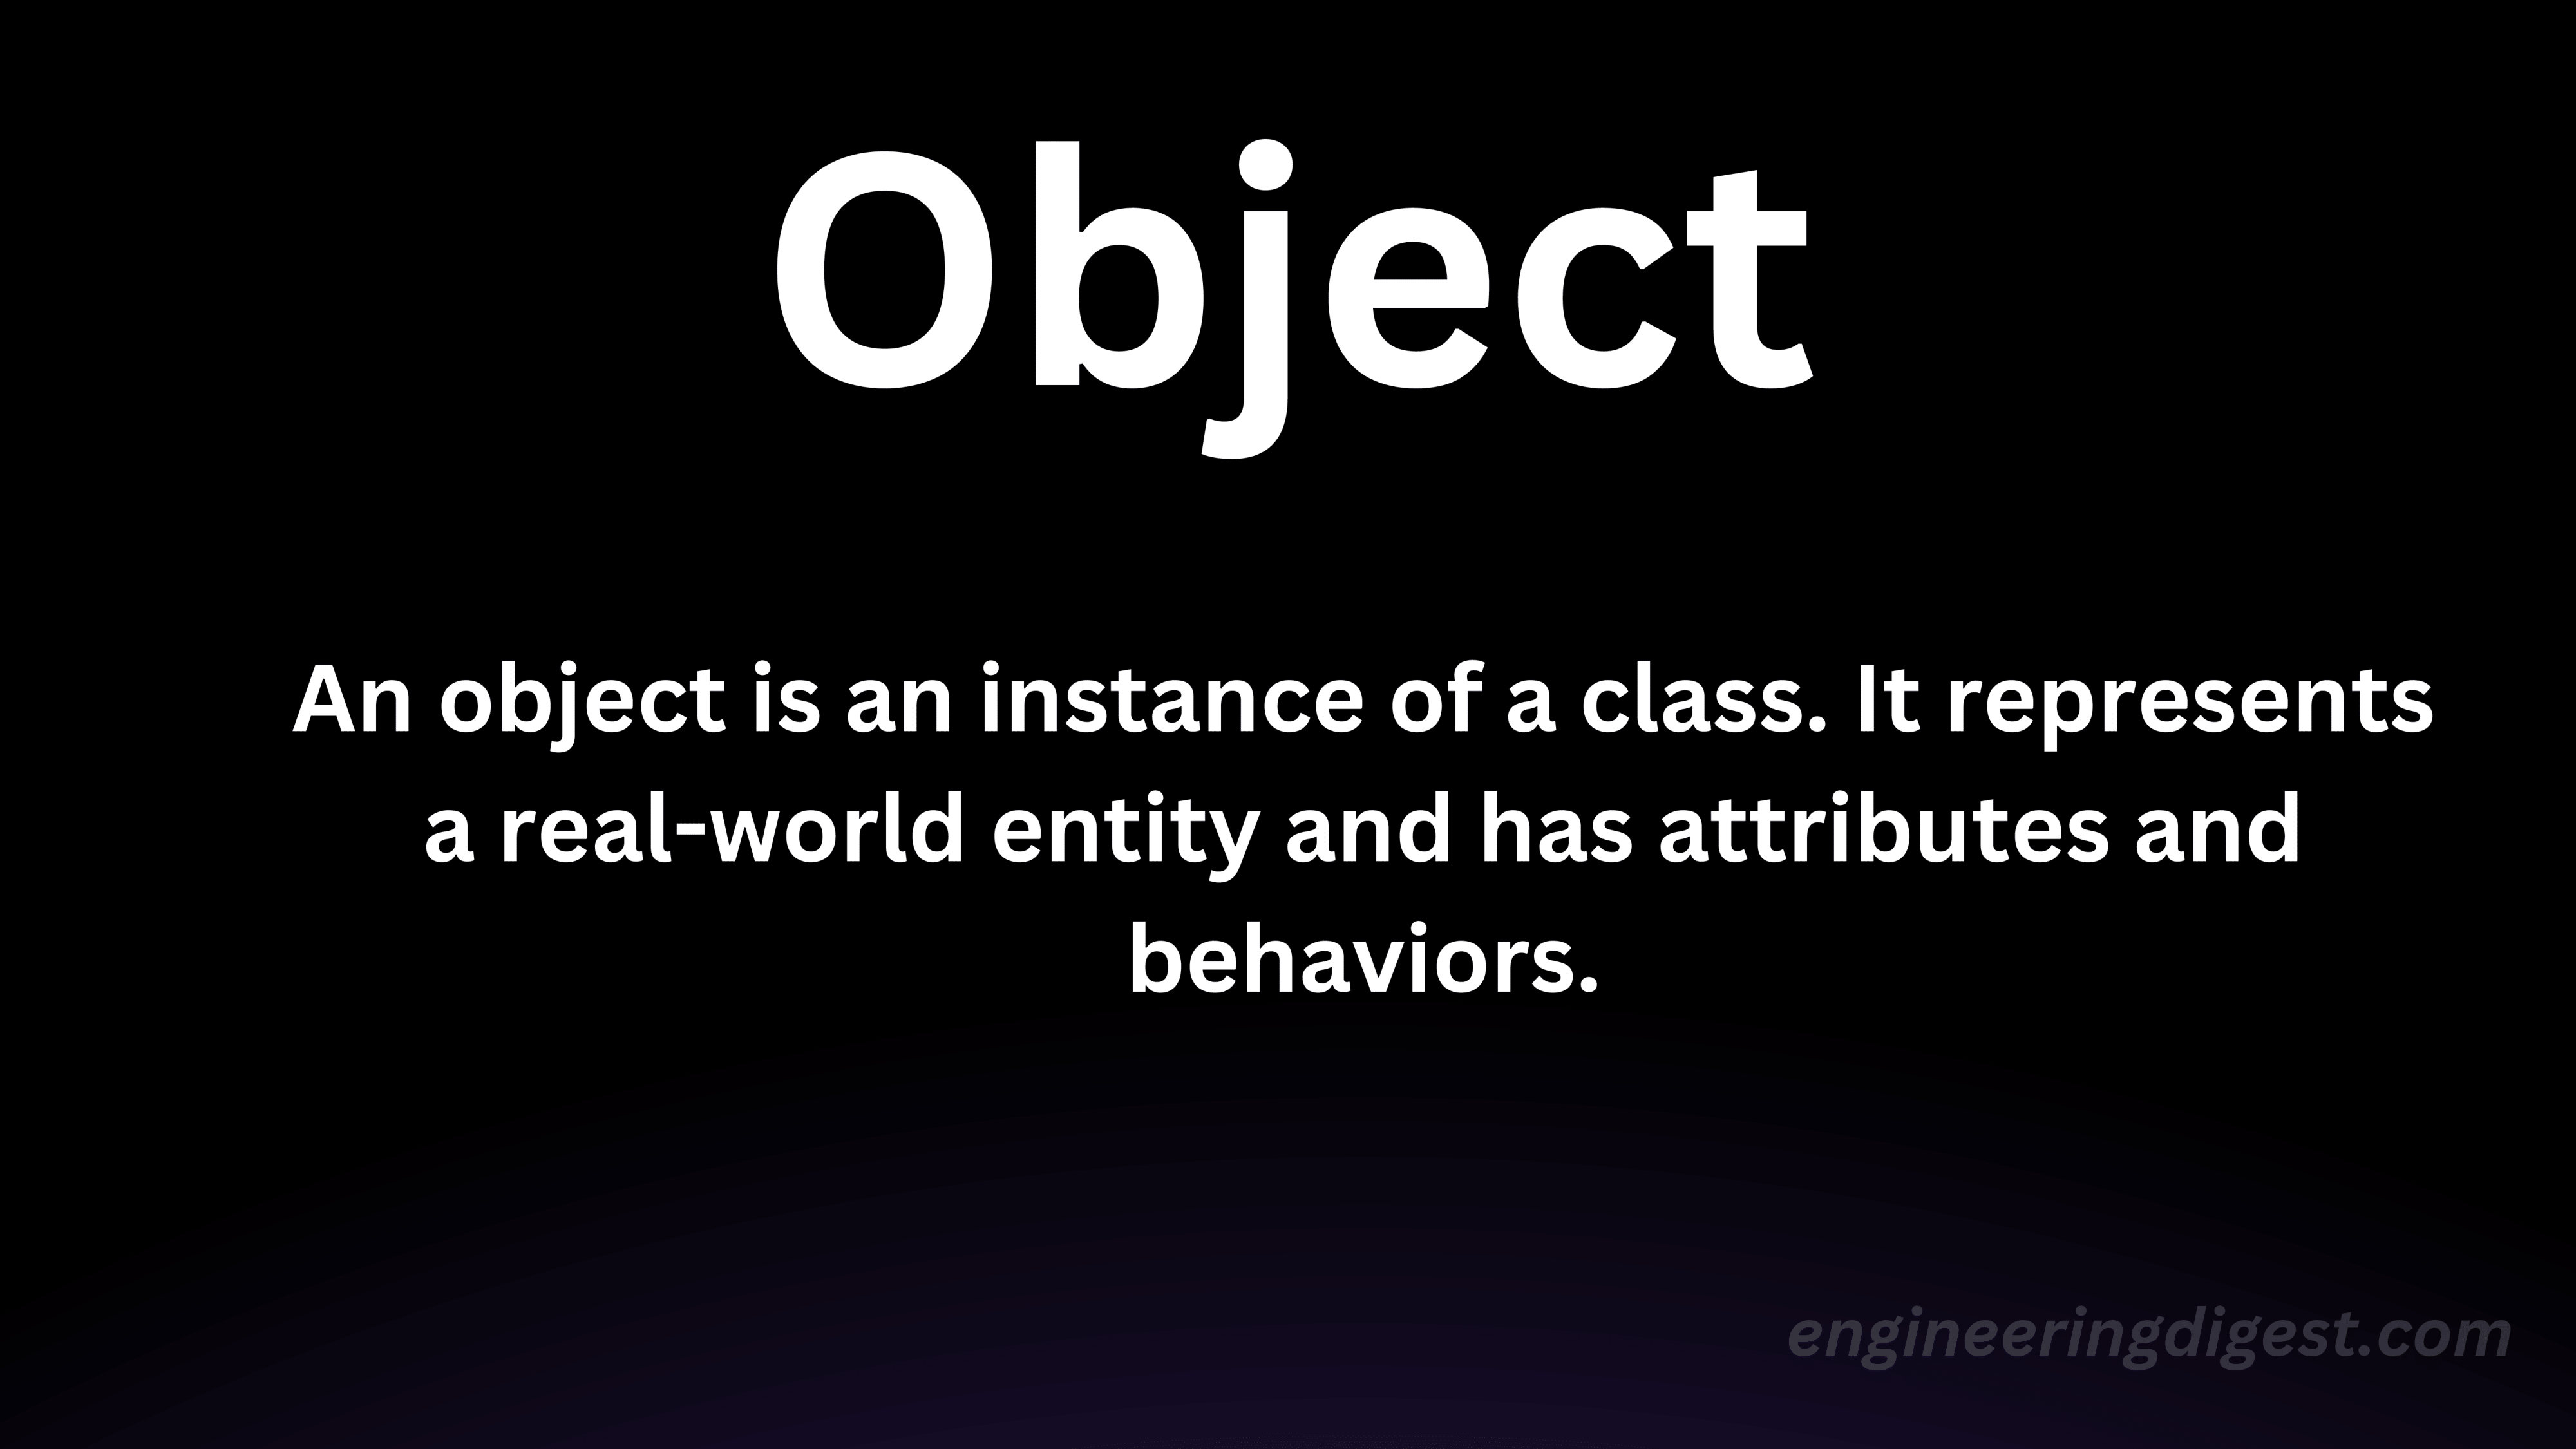 Object
An object is an instance of a class. It represents
a real-world entity and has attributes and
behaviors.
engineeringdigest.com